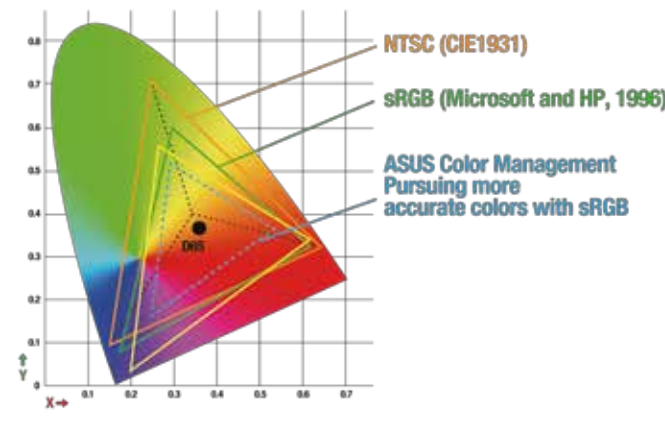 NTSC (CIE1931)
sRGB (Microsoft and HP, 1996)
ASUS Color Management
Pursuing more
accurate colors with sRGB
D65
0.8
0.7
0.6
0.5
0.4
0.3
0.2
0.1
0
Y
X
0.1
0.2
0.3
0.4
0.5
0.6
0.7